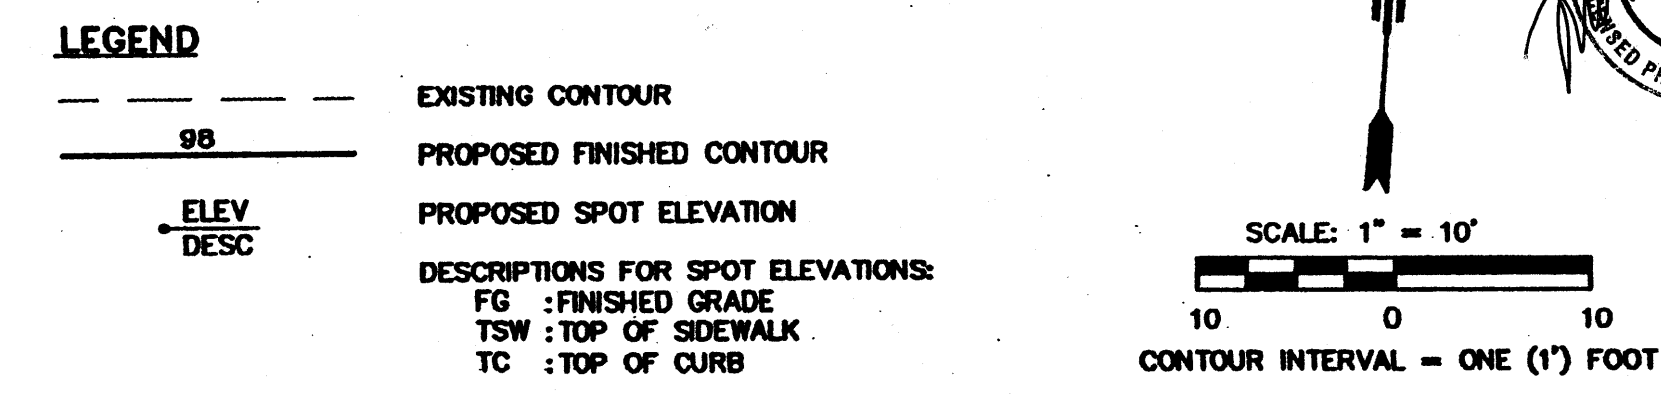 LEGEND
EXISTING CONTOUR
98
PROPOSED FINISHED CONTOUR
ELEV
DESC
PROPOSED SPOT ELEVATION
DESCRIPTIONS FOR SPOT ELEVATIONS:
FG :FINISHED GRADE
TSW :TOP OF SIDEWALK
TC :TOP OF CURB
SCALE: 1" = 10'
10 0 10
CONTOUR INTERVAL = ONE (1') FOOT